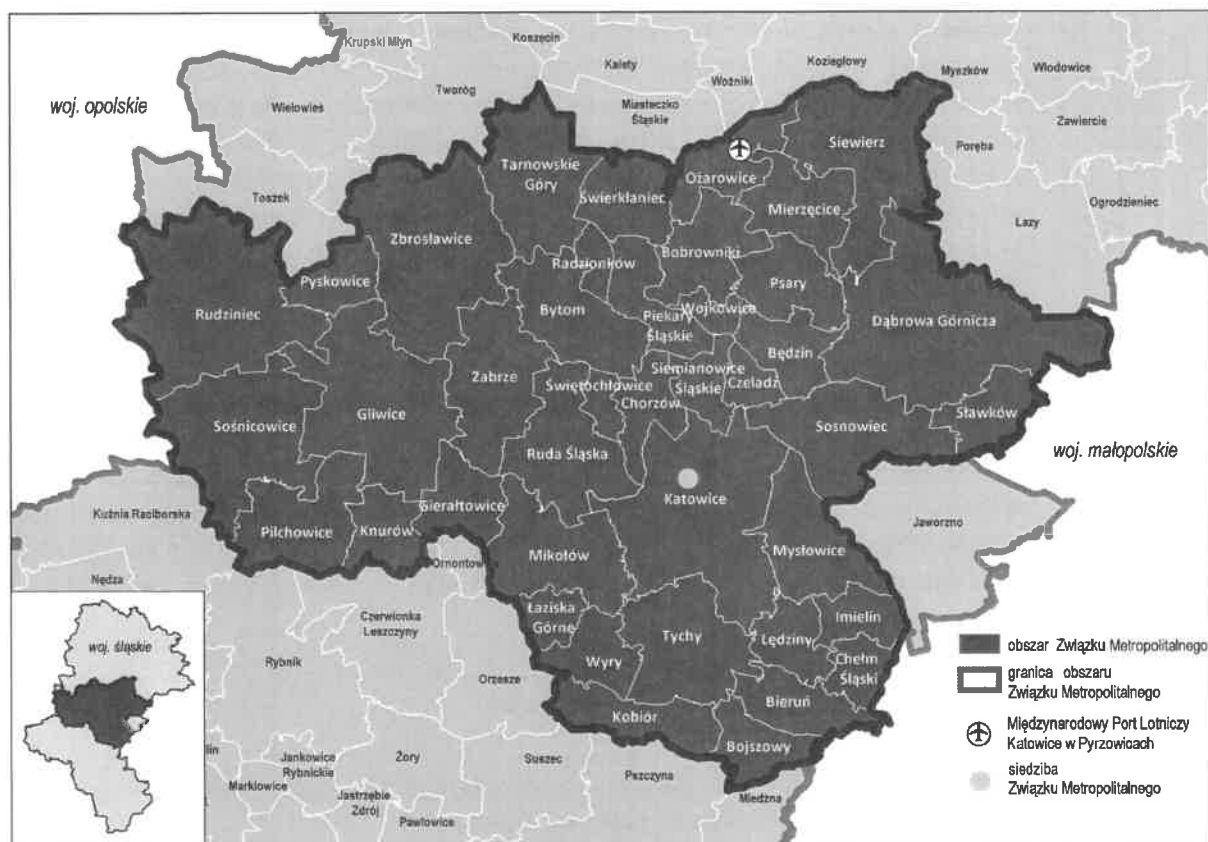 Krupski Młyn
Koszęcin
Kalety
Woźniki
Koziegłowy
Myszków
Włodowice
woj. opolskie
Wielowieś
Tworóg
Miasteczko
Śląskie
Zawiercie
Poręba
Siewierz
Tarnowskie
Góry
Świerklaniec
Ożarowice
Mierzęcice
Toszek
Ogrodzieniec
Łazy
Zbrosławice
Bobrowniki
Radzionków
Psary
Pyskowice
Rudziniec
Bytom
Wojkowice
Piekary
Śląskie
Dąbrowa Górnicza
Będzin
Zabrze
Siemianowice
Śląskie
Świętochłowice
Czeladź
Chorzów
Sławków
Sośnicowice
Gliwice
Sosnowiec
Ruda Śląska
woj. małopolskie
Katowice
Kuźnia Raciborska
Gierałtowice
Pilchowice
Knurów
Jaworzno
Mikołów
Mysłowice
Ornontow
Nędza
Łaziska
Górne
Imielin
Czerwionka
Leszczyny
Tychy
Lędziny
woj. śląskie
Rybnik
Wyry
Chełm
Śląski
Orzesze
Bieruń
Kobiór
Bojszowy
lin
Jankowice
Rybnickie
Żory
Suszec
Pszczyna
Marklowice
Jastrzębie
Zdrój
Pawłowice
Miedźna
obszar Związku Metropolitalnego
granica obszaru
Związku Metropolitalnego
Międzynarodowy Port Lotniczy
Katowice w Pyrzowicach
siedziba
Związku Metropolitalnego